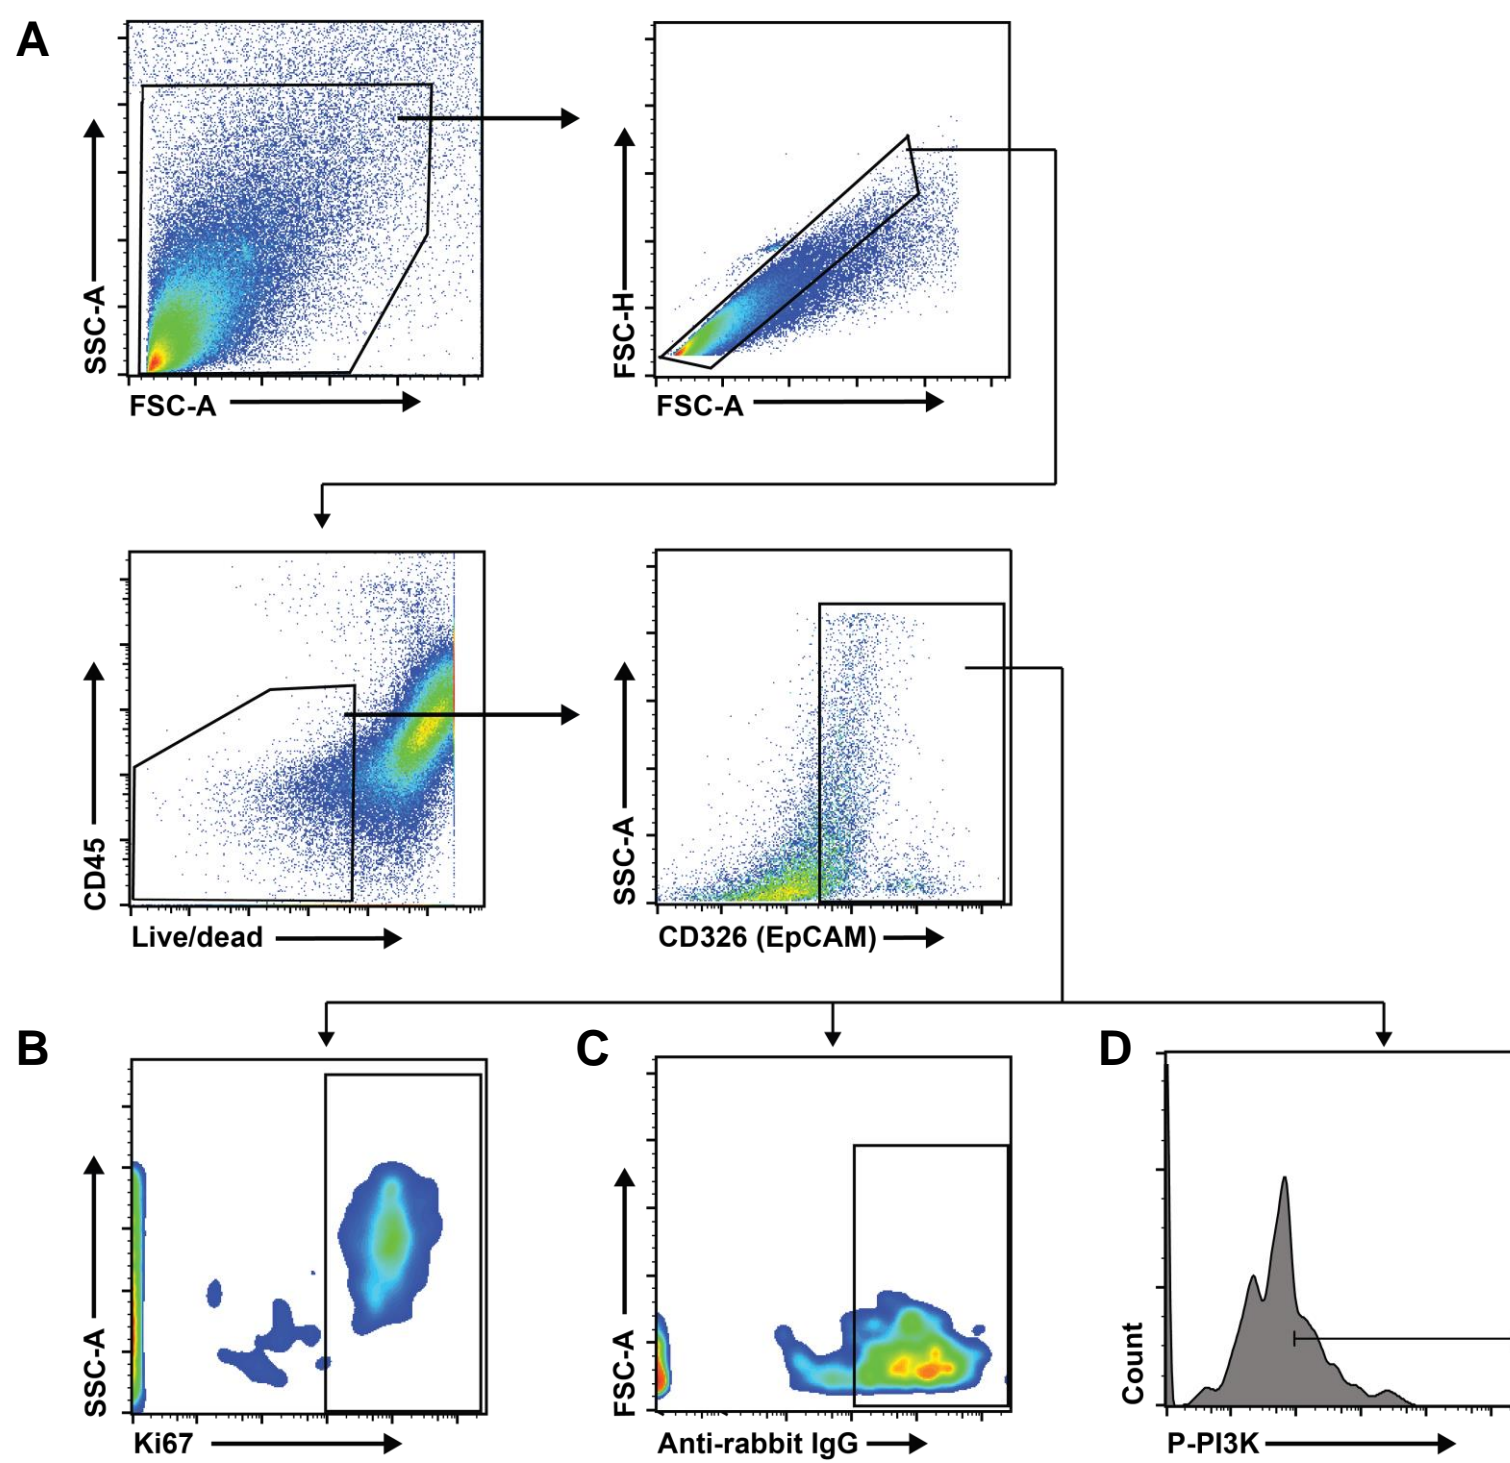 A
SSC-A
FSC-A
FSC-H
FSC-A
CD45
Live/dead
SSC-A
CD326 (EpCAM)
B
SSC-A
Ki67
C
FSC-A
Anti-rabbit IgG
D
Count
P-PI3K